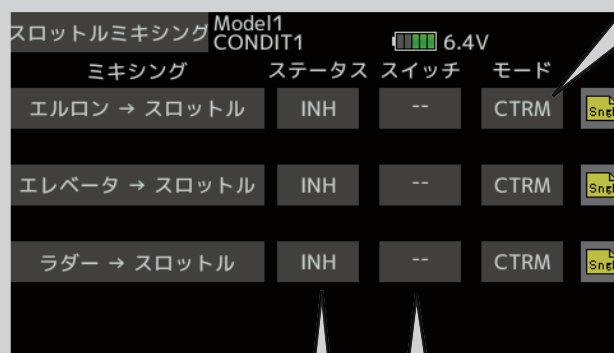 スロットルミキシング Model1
CONDIT1 6.4V
ミキシング ステータス スイッチ モード
エルロン → スロットル INH -- CTRM
エレベータ → スロットル INH -- CTRM
ラダー → スロットル INH -- CTRM